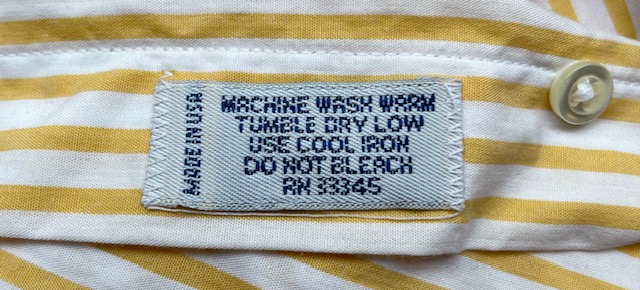 MADE IN USA
MACHINE WASH WARM
TUMBLE DRY LOW
USE COOL IRON
DO NOT BLEACH
RN 33345